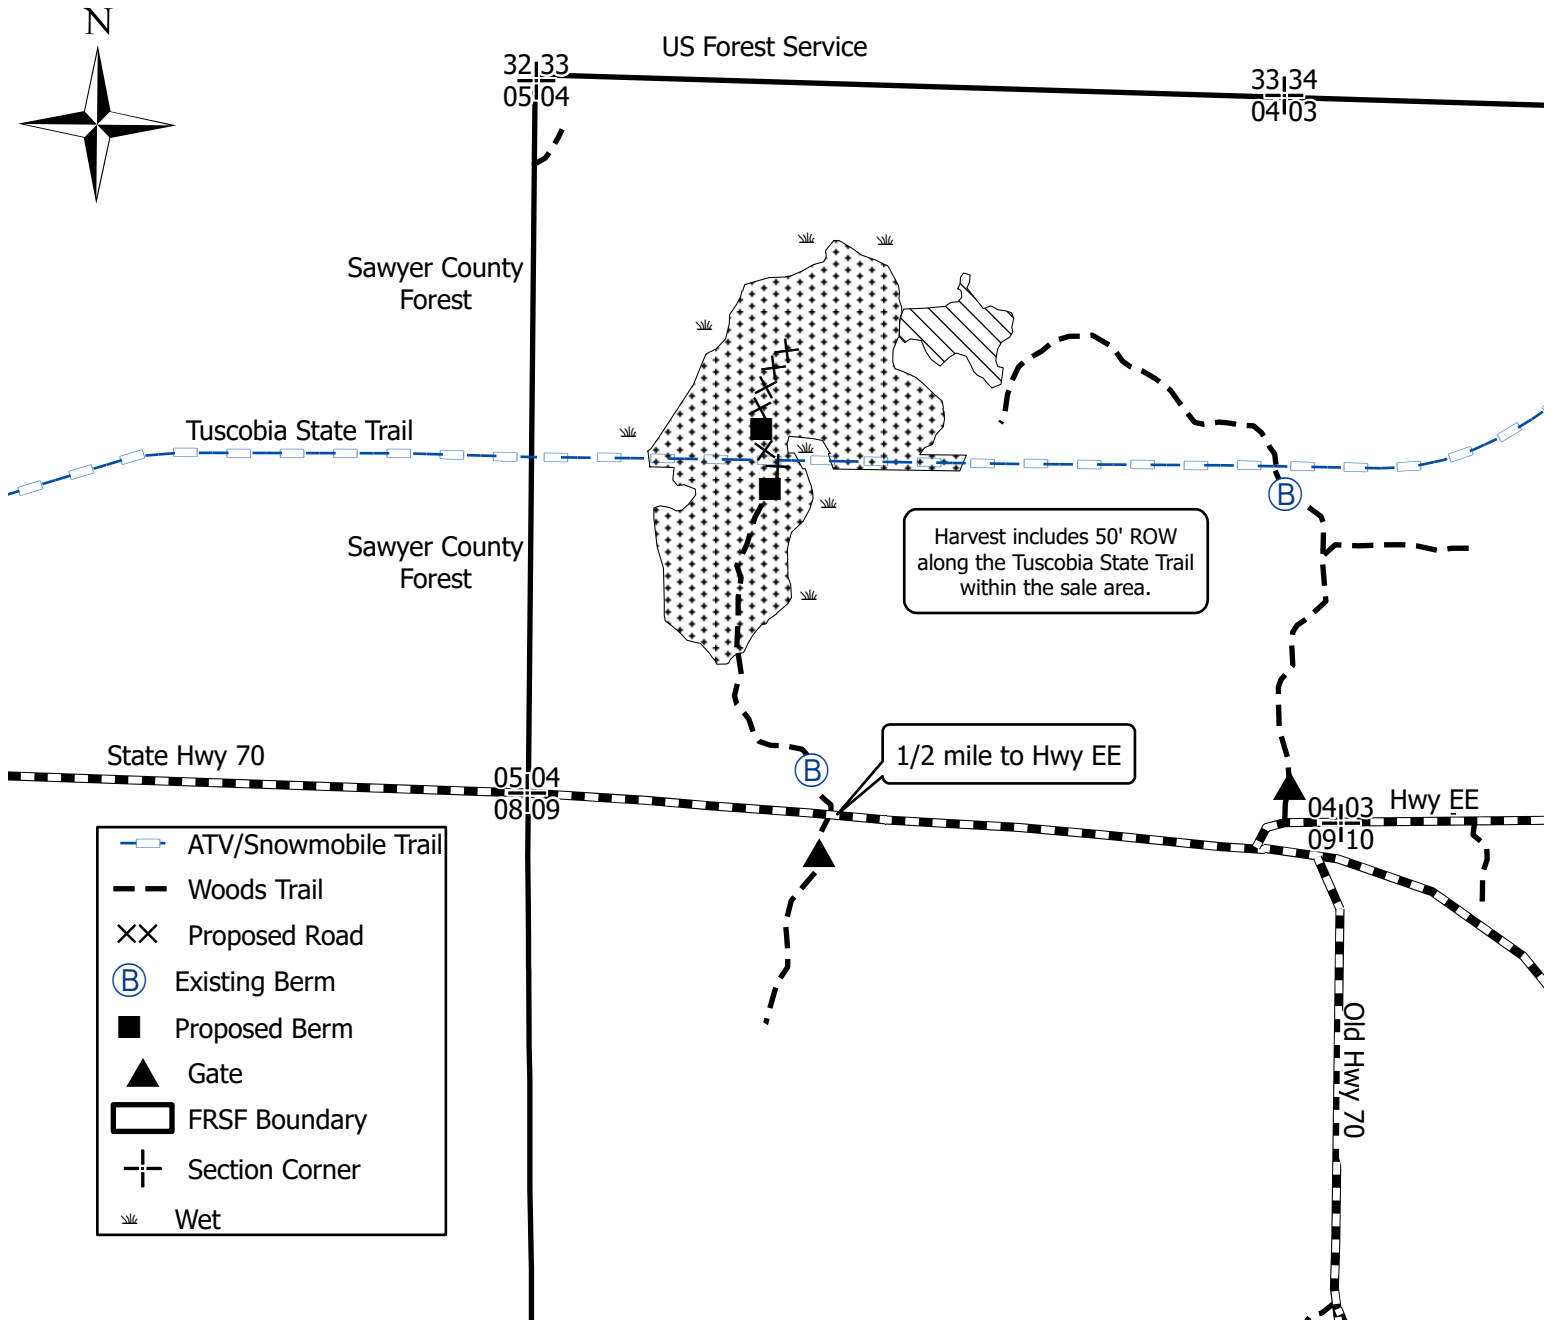 N
US Forest Service
32 33
05 04
33 34
04 03
Sawyer County
Forest
Tuscobia State Trail
B
Harvest includes 50' ROW
along the Tuscobia State Trail
within the sale area.
Sawyer County
Forest
State Hwy 70
05 04
08 09
B
1/2 mile to Hwy EE
04 03
09 10
Hwy EE
Old Hwy 70
ATV/Snowmobile Trail
Woods Trail
Proposed Road
B Existing Berm
Proposed Berm
Gate
FRSF Boundary
Section Corner
Wet